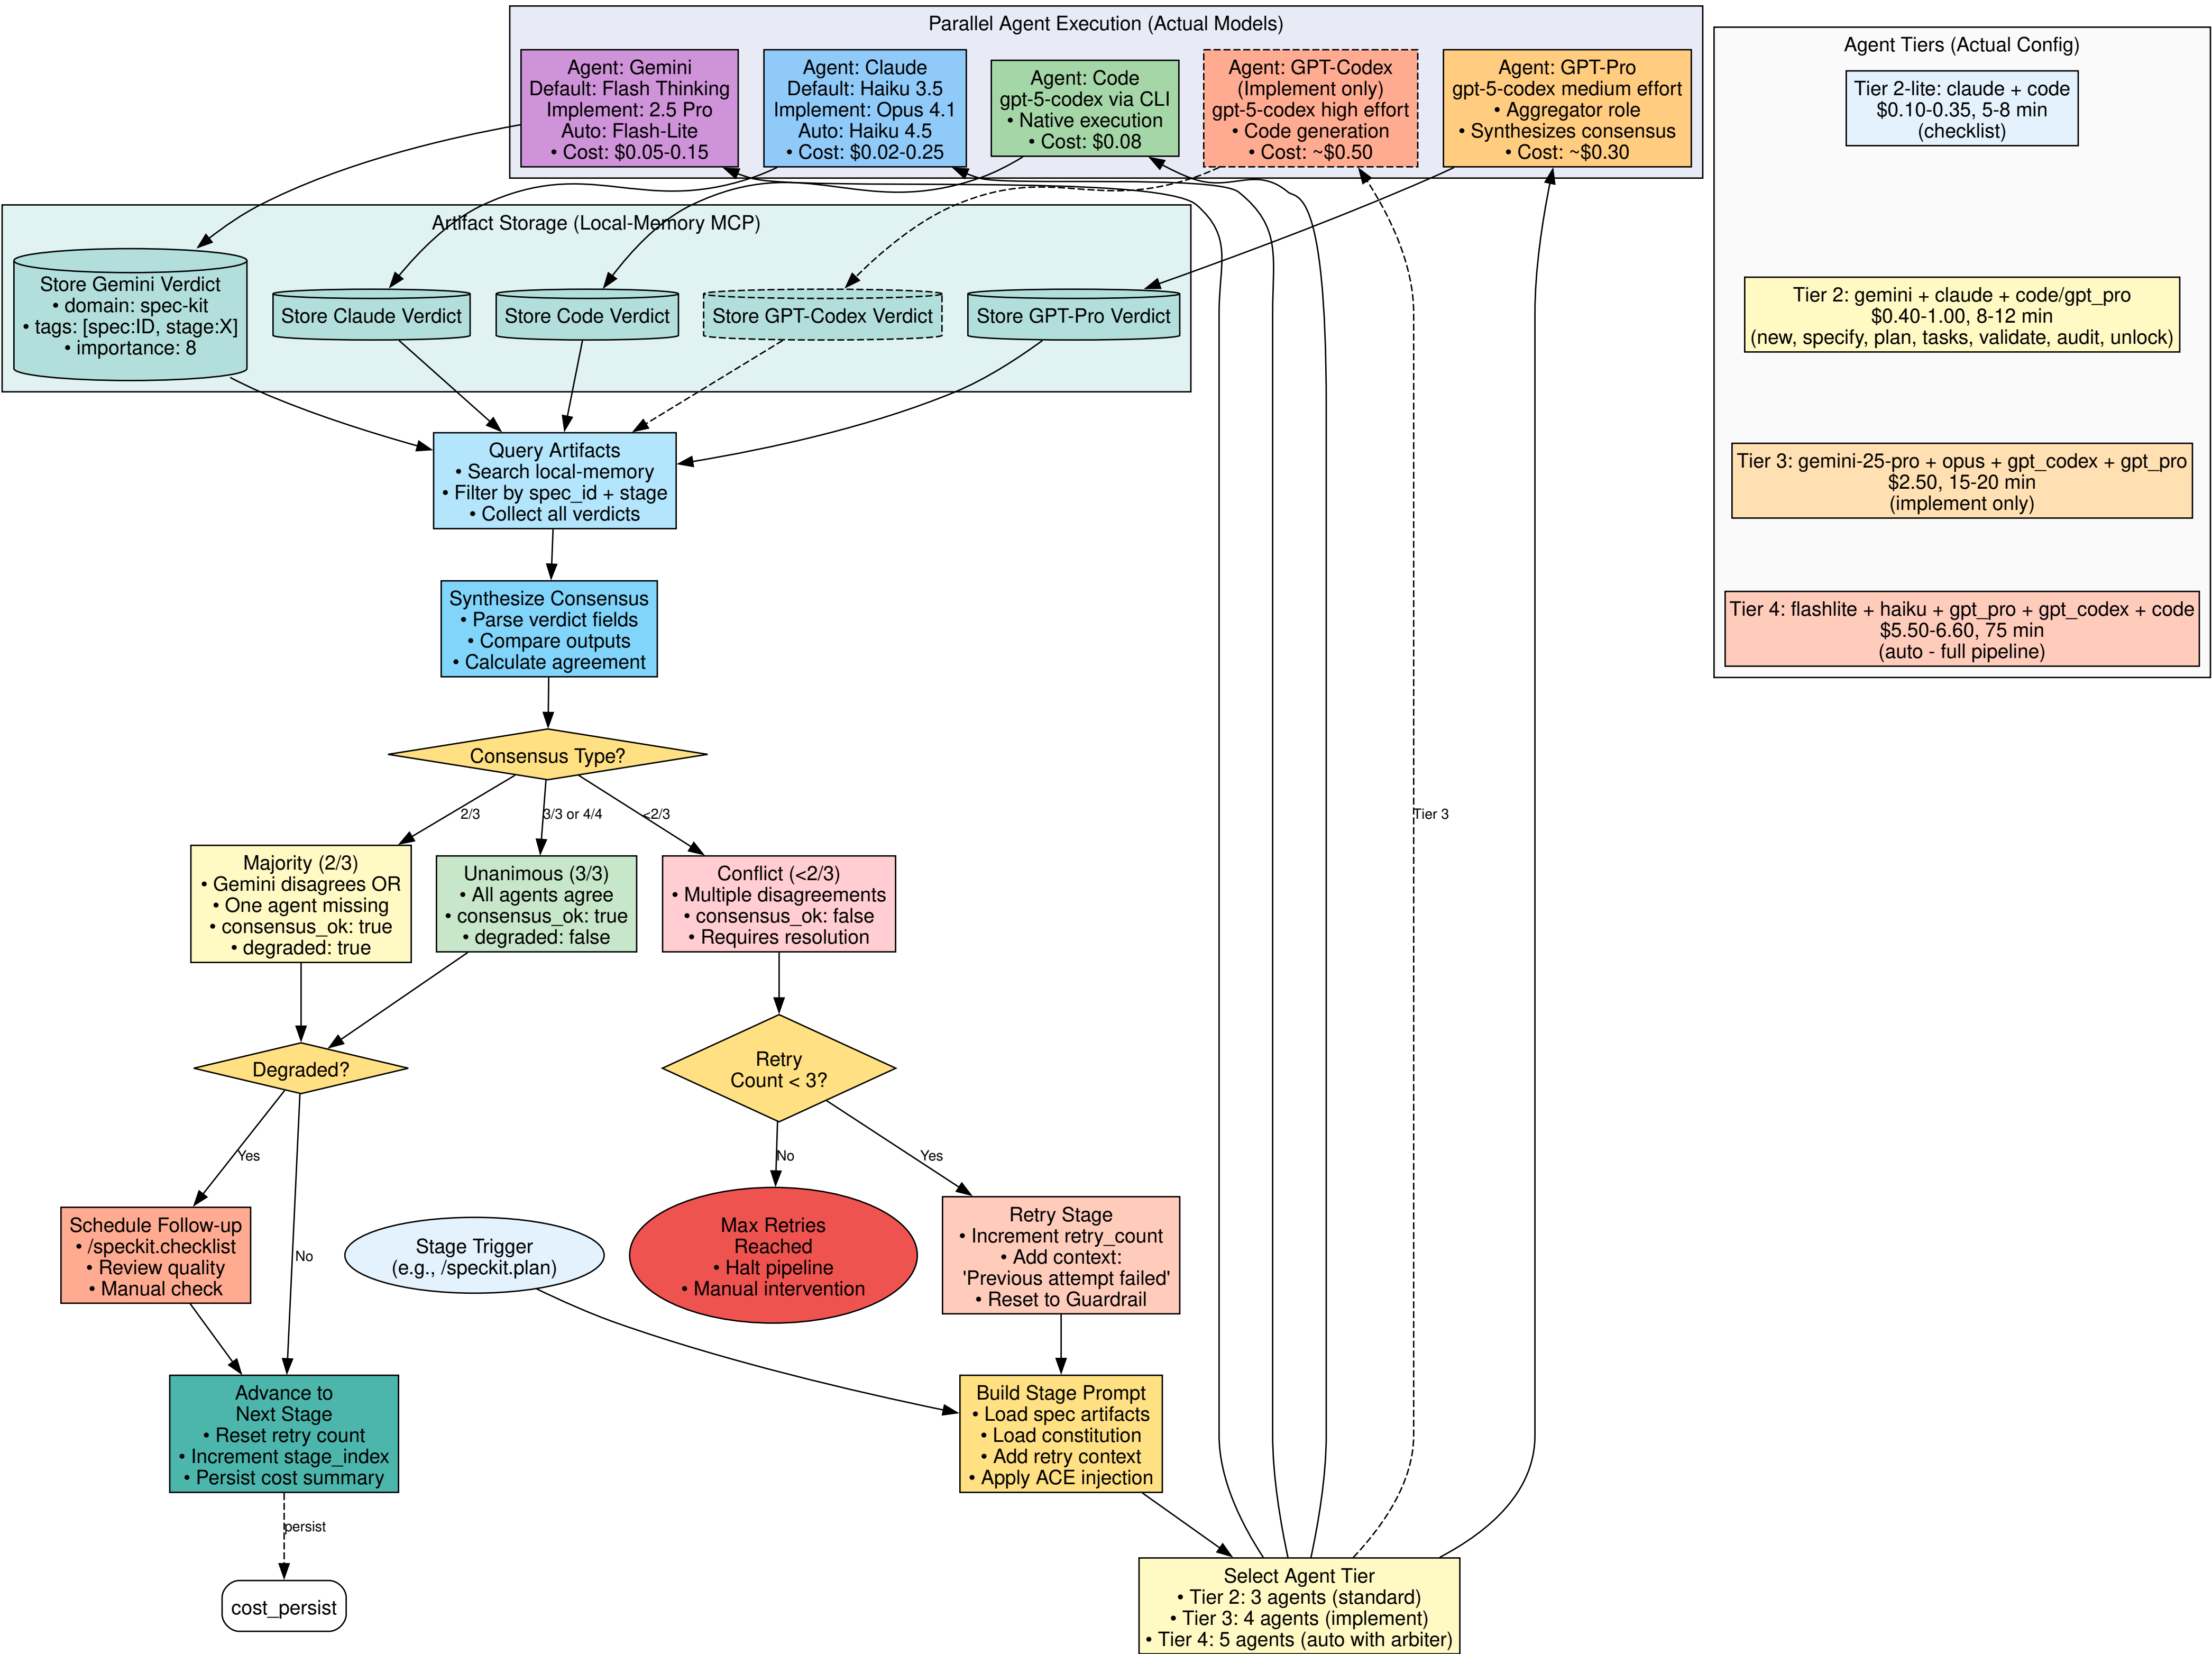 Parallel Agent Execution (Actual Models)
Agent: Gemini
Default: Flash Thinking
Implement: 2.5 Pro
Auto: Flash-Lite
• Cost: $0.05-0.15
Agent: Claude
Default: Haiku 3.5
Implement: Opus 4.1
Auto: Haiku 4.5
• Cost: $0.02-0.25
Agent: Code
gpt-5-codex via CLI
• Native execution
• Cost: $0.08
Agent: GPT-Codex
(Implement only)
gpt-5-codex high effort
• Code generation
• Cost: ~$0.50
Agent: GPT-Pro
gpt-5-codex medium effort
• Aggregator role
• Synthesizes consensus
• Cost: ~$0.30
Agent Tiers (Actual Config)
Tier 2-lite: claude + code
$0.10-0.35, 5-8 min
(checklist)
Tier 2: gemini + claude + code/gpt_pro
$0.40-1.00, 8-12 min
(new, specify, plan, tasks, validate, audit, unlock)
Tier 3: gemini-25-pro + opus + gpt_codex + gpt_pro
$2.50, 15-20 min
(implement only)
Tier 4: flashlite + haiku + gpt_pro + gpt_codex + code
$5.50-6.60, 75 min
(auto - full pipeline)
Artifact Storage (Local-Memory MCP)
Store Gemini Verdict
• domain: spec-kit
• tags: [spec:ID, stage:X]
• importance: 8
Store Claude Verdict
Store Code Verdict
Store GPT-Codex Verdict
Store GPT-Pro Verdict
Query Artifacts
• Search local-memory
• Filter by spec_id + stage
• Collect all verdicts
Synthesize Consensus
• Parse verdict fields
• Compare outputs
• Calculate agreement
Consensus Type?
2/3
3/3 or 4/4
<2/3
Tier 3
Majority (2/3)
• Gemini disagrees OR
• One agent missing
• consensus_ok: true
• degraded: true
Unanimous (3/3)
• All agents agree
• consensus_ok: true
• degraded: false
Conflict (<2/3)
• Multiple disagreements
• consensus_ok: false
• Requires resolution
Degraded?
Retry
Count < 3?
Yes
No
No
Yes
Schedule Follow-up
• /speckit.checklist
• Review quality
• Manual check
Stage Trigger
(e.g., /speckit.plan)
Max Retries
Reached
• Halt pipeline
• Manual intervention
Retry Stage
• Increment retry_count
• Add context:
'Previous attempt failed'
• Reset to Guardrail
Advance to
Next Stage
• Reset retry count
• Increment stage_index
• Persist cost summary
Build Stage Prompt
• Load spec artifacts
• Load constitution
• Add retry context
• Apply ACE injection
persist
cost_persist
Select Agent Tier
• Tier 2: 3 agents (standard)
• Tier 3: 4 agents (implement)
• Tier 4: 5 agents (auto with arbiter)